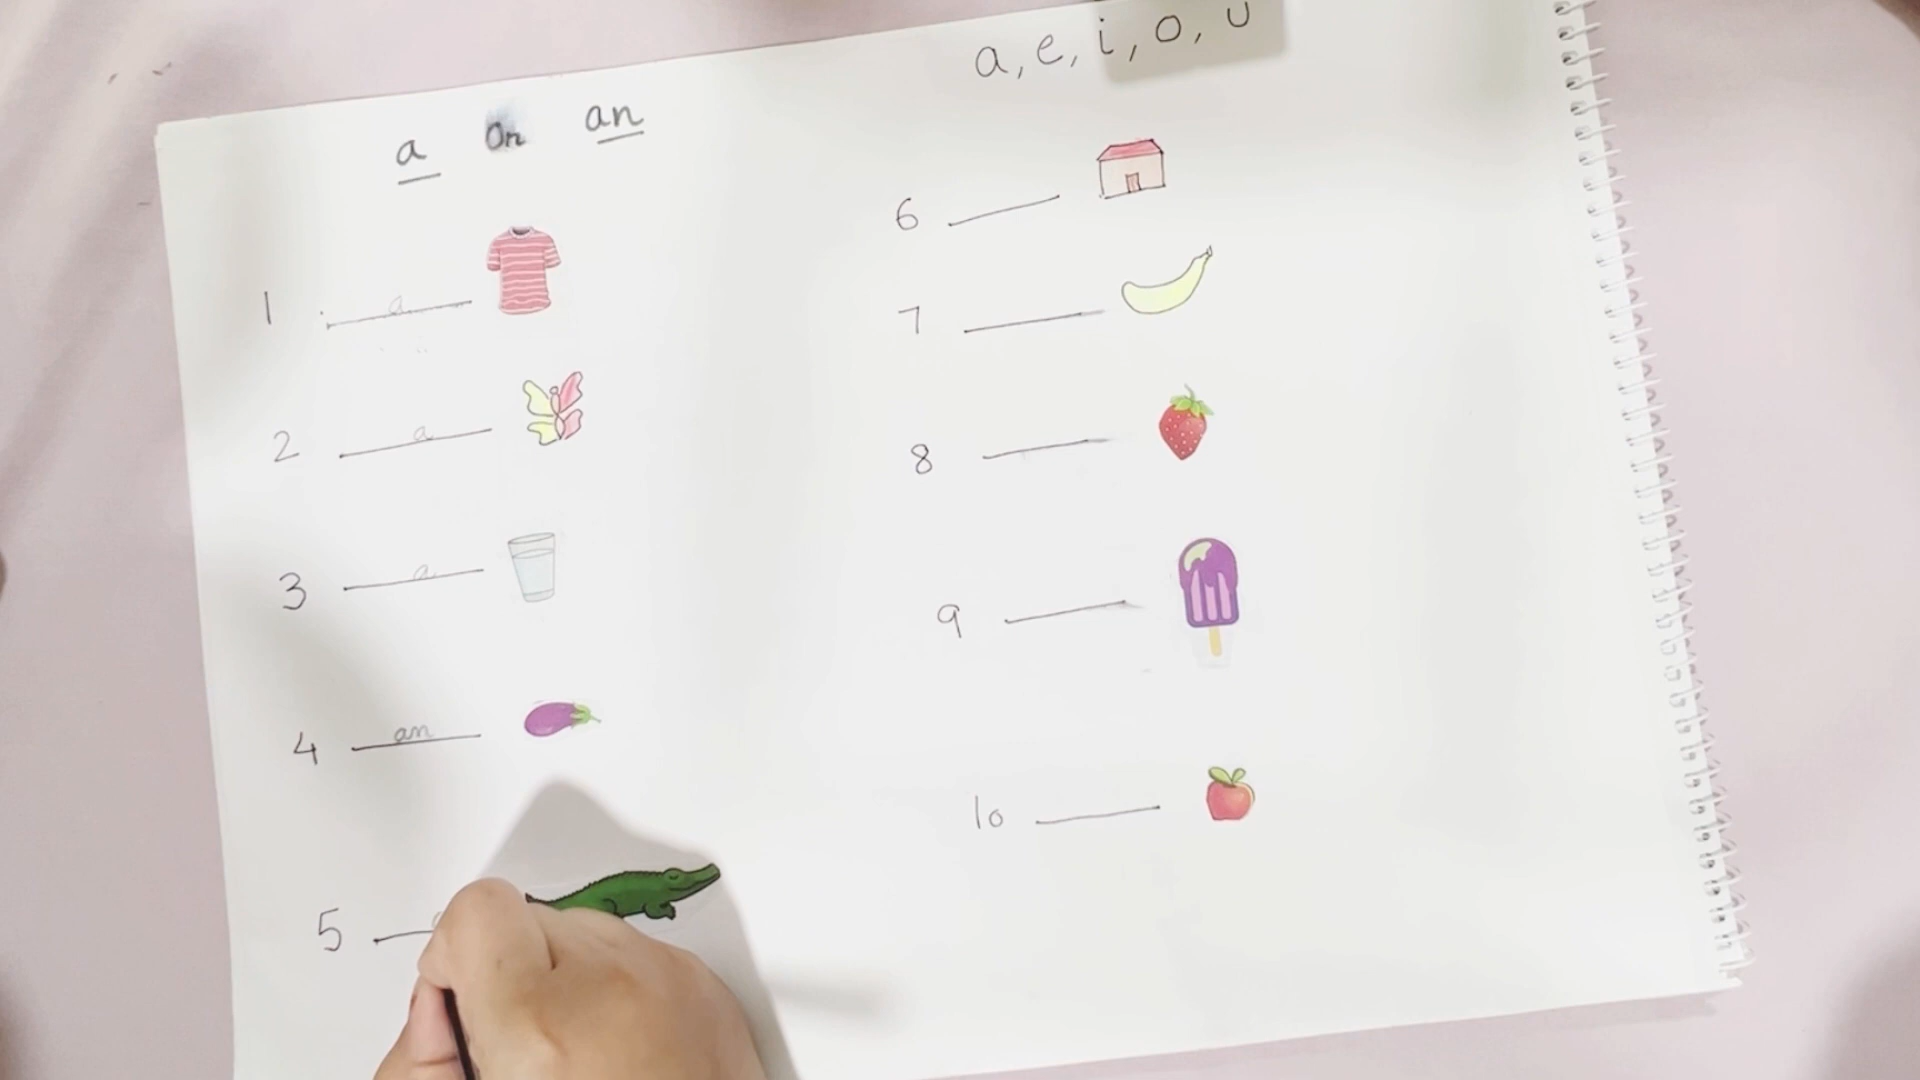 a or an
1 a
2 a
3 a
4 an
5
a, e, i, o, u
6
7
8
9
10